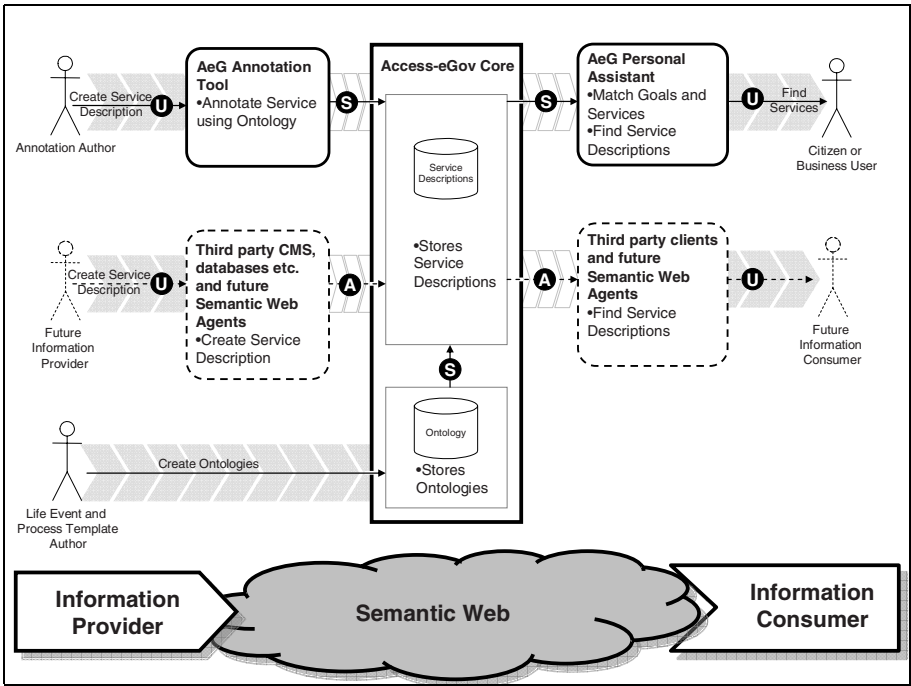 AeG Annotation
Tool
•Annotate Service
using Ontology
Create Service
Description
U
S
Annotation Author
Access-eGov Core
Service
Descriptions
•Stores
Service
Descriptions
S
AeG Personal
Assistant
•Match Goals and
Services
•Find Service
Descriptions
U
Find
Services
Citizen or
Business User
Create Service
Description
U
Third party CMS,
databases etc.
and future
Semantic Web
Agents
•Create Service
Description
A
Future
Information
Provider
A
Third party clients
and future
Semantic Web
Agents
•Find Service
Descriptions
U
Future
Information
Consumer
S
Ontology
•Stores
Ontologies
Create Ontologies
Life Event and
Process Template
Author
Information
Provider
Semantic Web
Information
Consumer